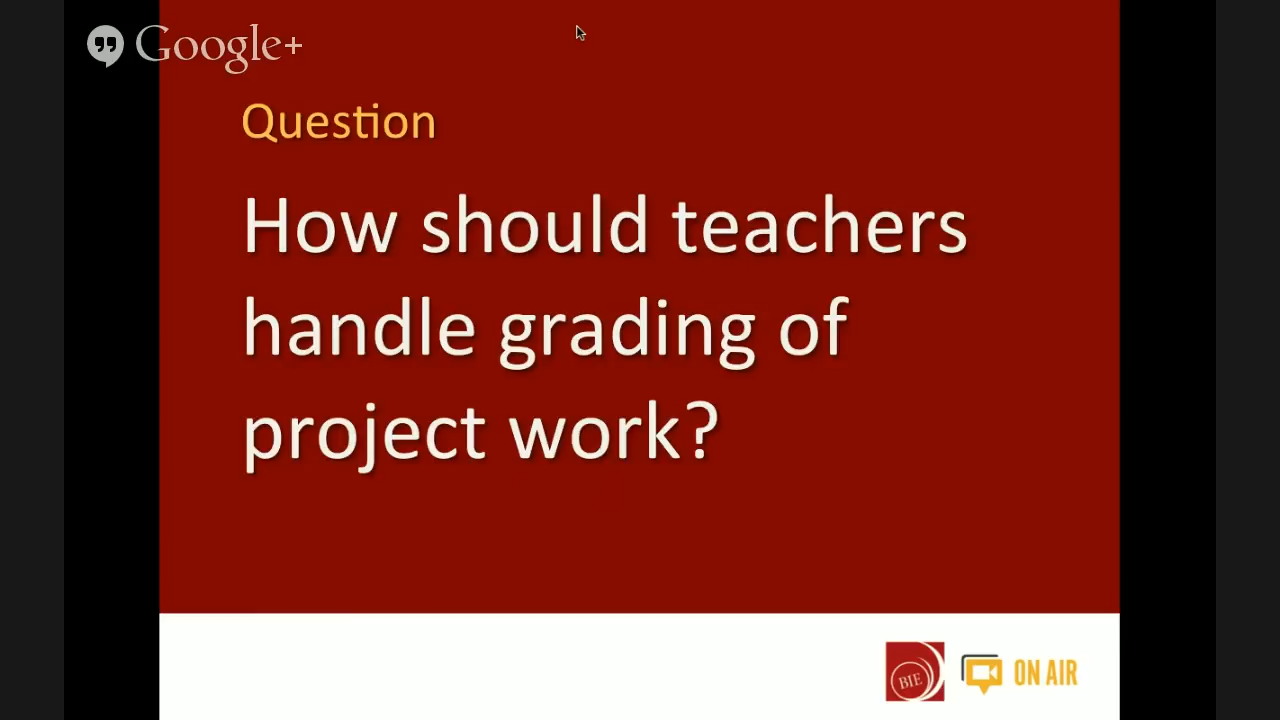 Google+
Question
How should teachers
handle grading of
project work?
BIE
ON AIR